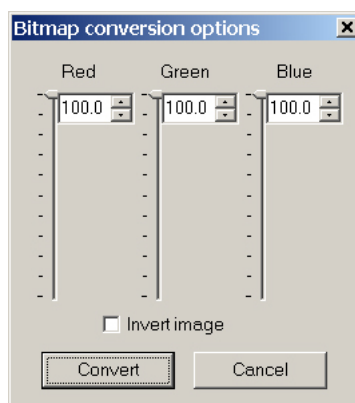 Bitmap conversion options
Red Green Blue
100.0 100.0 100.0
Invert image
Convert Cancel